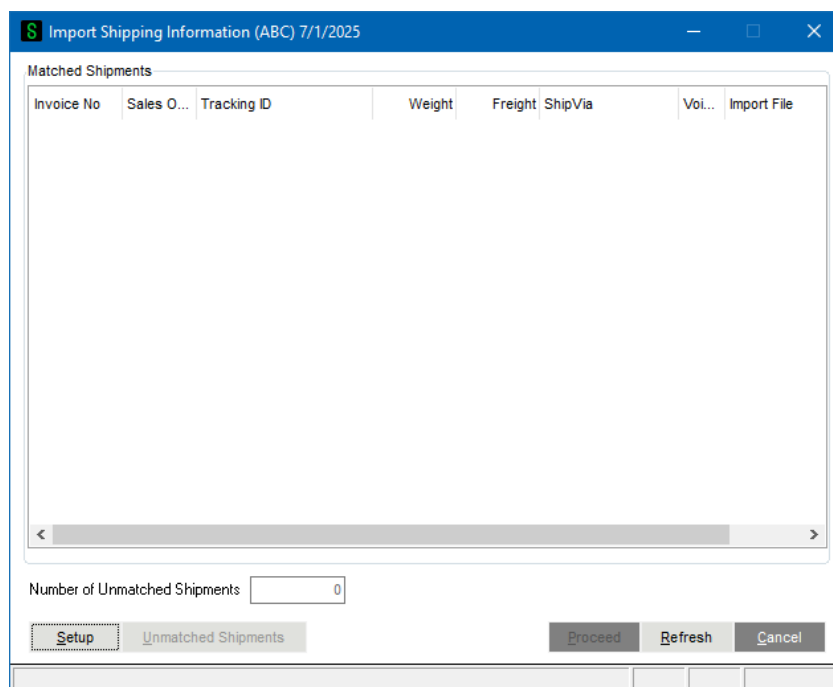 S Import Shipping Information (ABC) 7/1/2025
Matched Shipments
Invoice No Sales O... Tracking ID Weight Freight ShipVia Voi... Import File
Number of Unmatched Shipments 0
Setup Unmatched Shipments Proceed Refresh Cancel